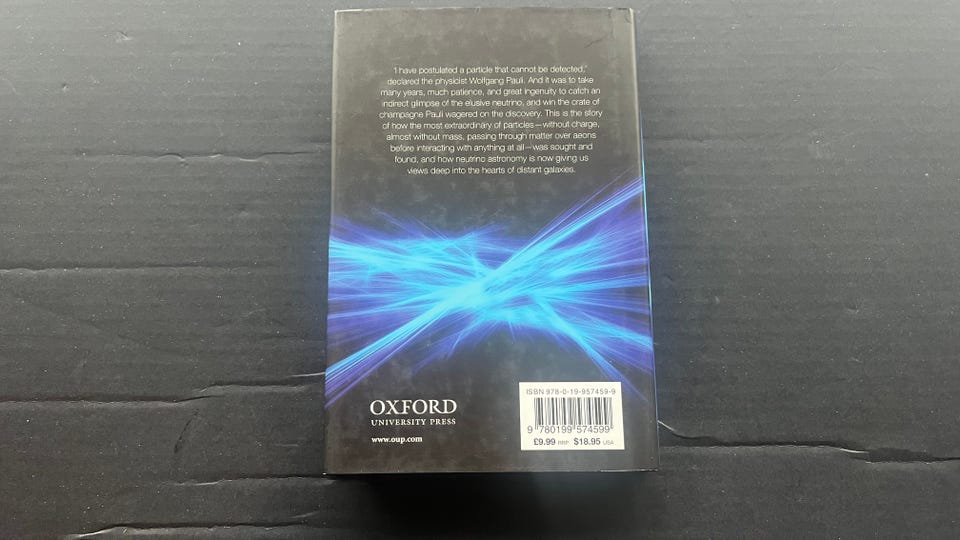 'I have postulated a particle that cannot be detected,'
declared the physicist Wolfgang Pauli. And it was to take
many years, much patience, and great ingenuity to catch an
indirect glimpse of the elusive neutrino, and win the crate of
champagne Pauli wagered on the discovery. This is the story
of how the most extraordinary of particles—without charge,
almost without mass, passing through matter over aeons
before interacting with anything at all—was sought and
found, and how neutrino astronomy is now giving us
views deep into the hearts of distant galaxies.
OXFORD
UNIVERSITY PRESS
www.oup.com
ISBN 978-0-19-957459-9
9 780199 574599
£9.99 RRP $18.95 USA